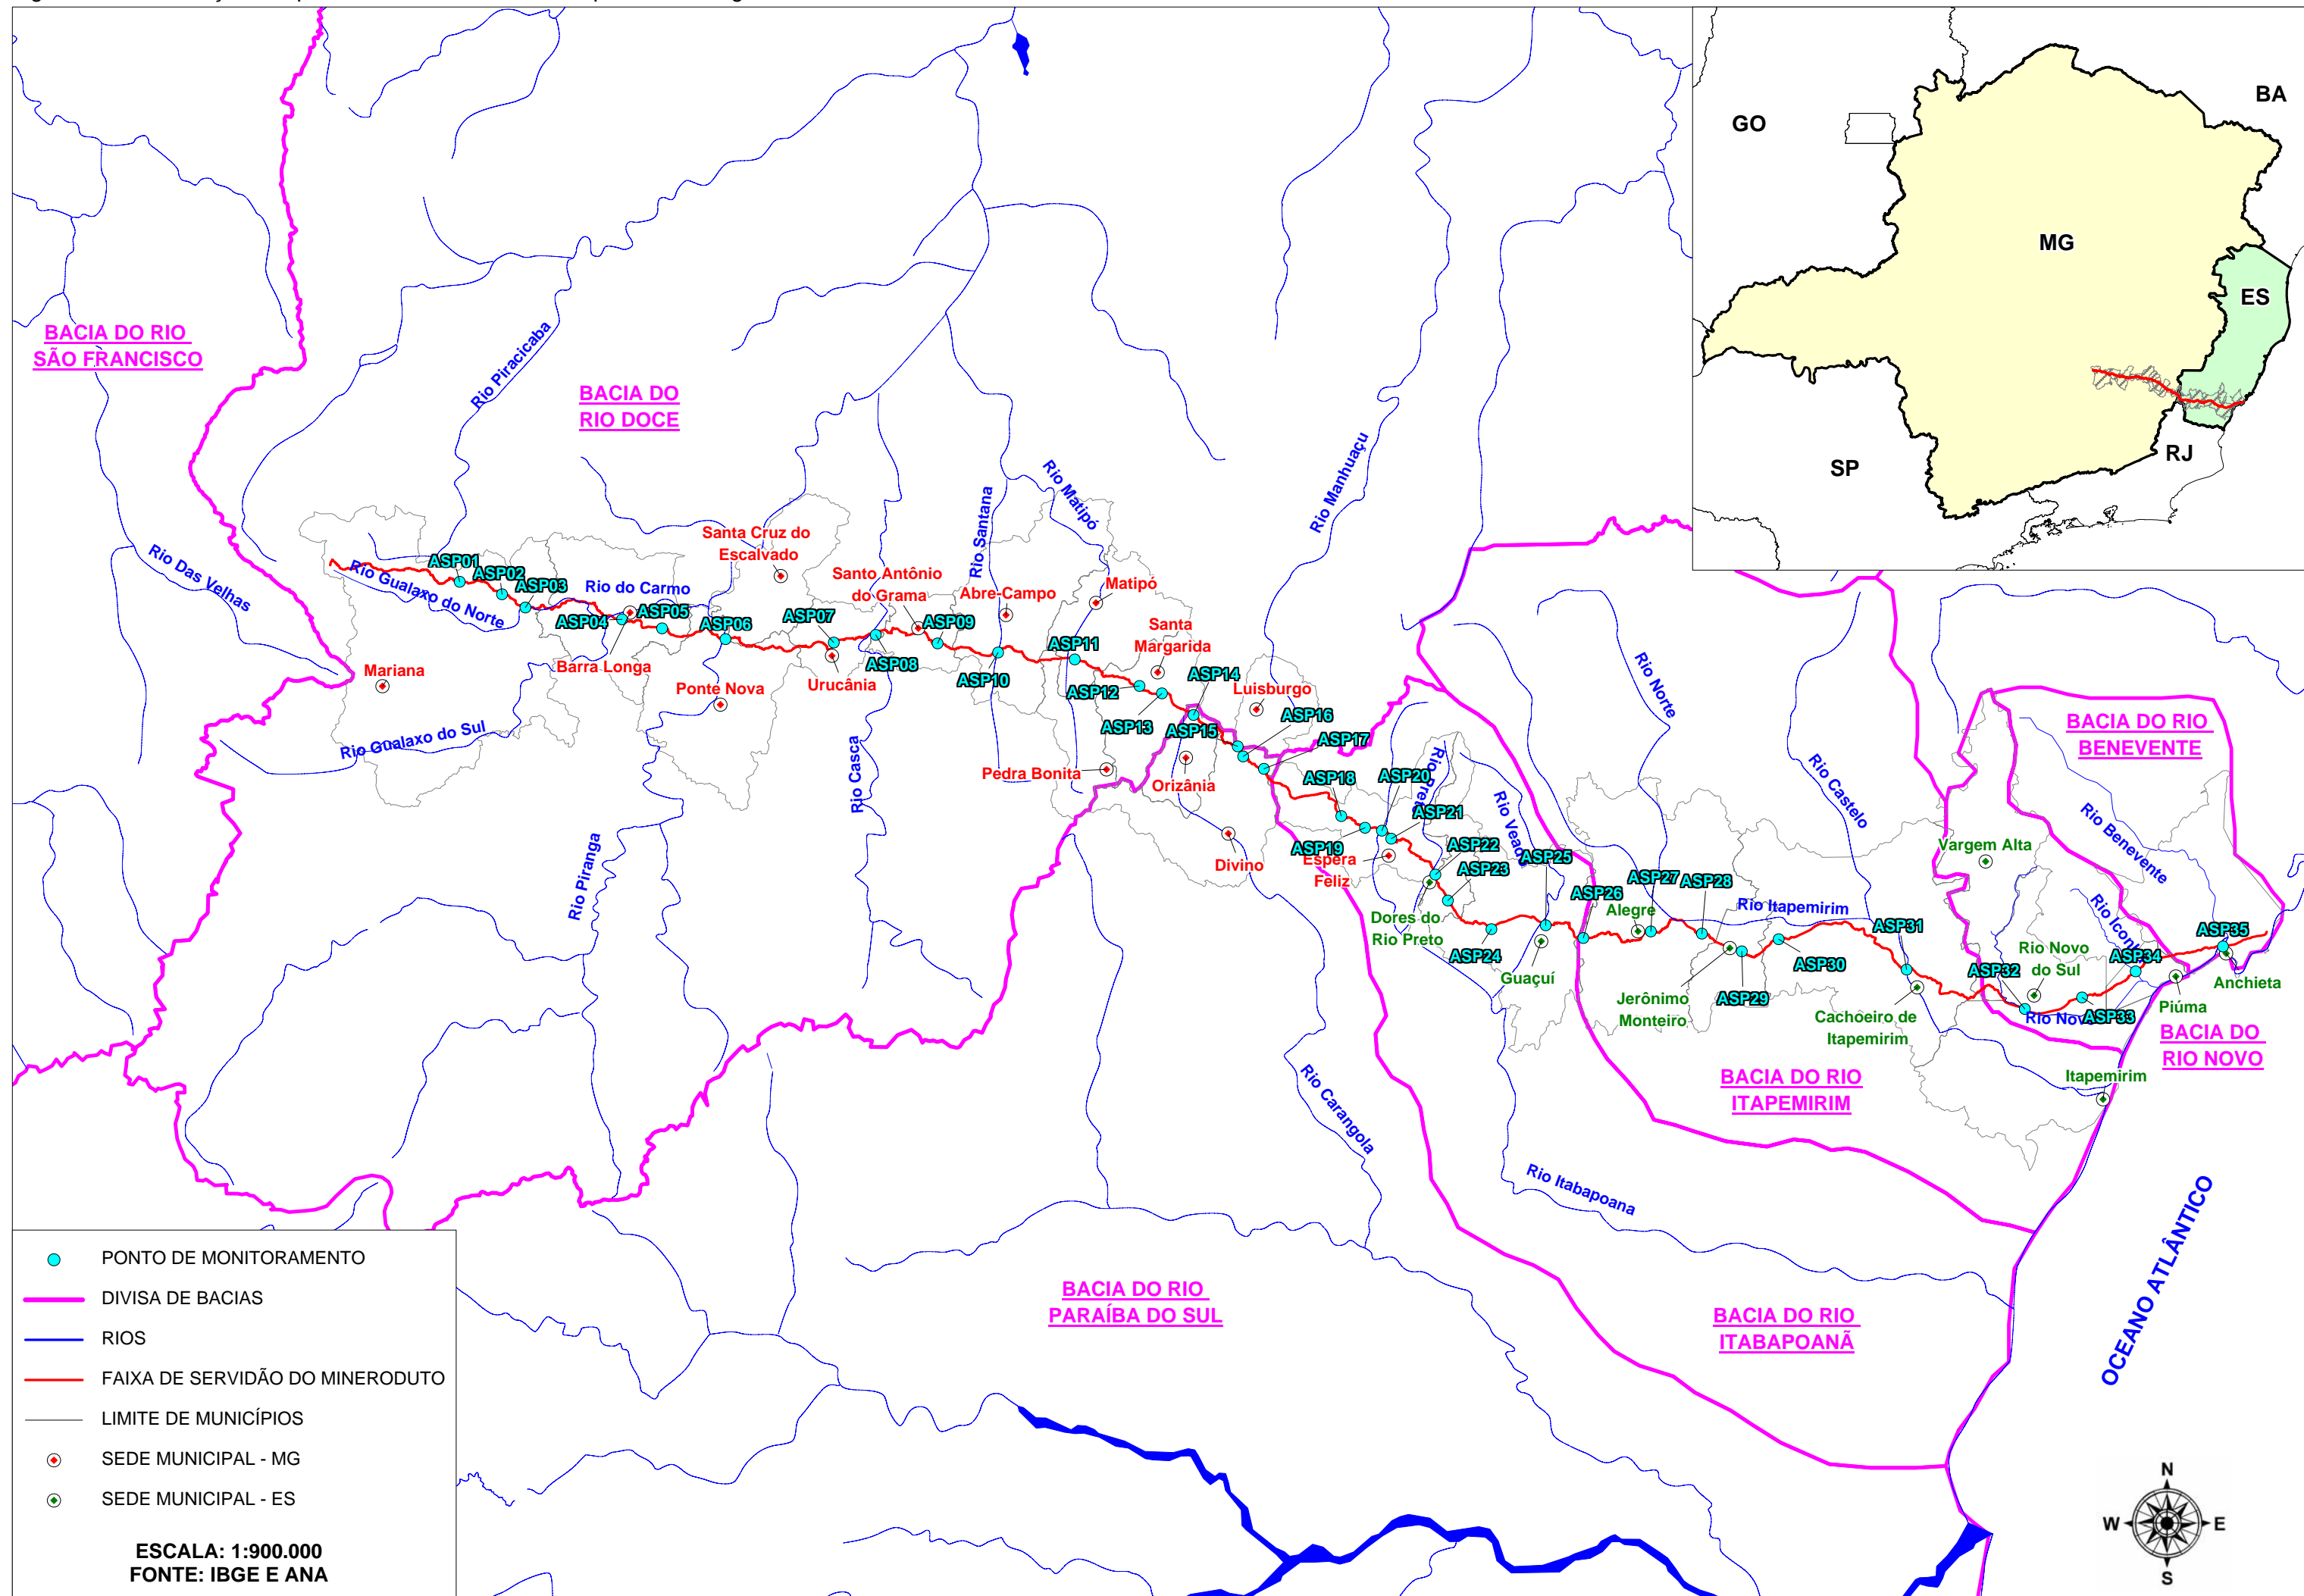 GO
BA
MG
ES
SP
RJ
BACIA DO RIO
SÃO FRANCISCO
BACIA DO
RIO DOCE
Rio Piracicaba
Rio Das Velhas
Rio Gualaxo do Norte
Rio Gualaxo do Sul
Rio do Carmo
Rio Piranga
Rio Casca
Rio Santana
Rio Matipó
Rio Manhuaçu
Rio Carangola
Rio Preto
Rio Veado
Rio Norte
Rio Castelo
Rio Itapemirim
Rio Itabapoana
Rio Benevente
Rio Iconha
Rio Novo
Mariana
Barra Longa
Ponte Nova
Santa Cruz do
Escalvado
Urucânia
Santo Antônio
do Grama
Abre-Campo
Matipó
Santa
Margarida
Pedra Bonita
Luisburgo
Orizânia
Divino
Espera
Feliz
Dores do
Rio Preto
Guaçuí
Alegre
Jerônimo
Monteiro
Cachoeiro de
Itapemirim
Vargem Alta
Rio Novo
do Sul
Itapemirim
Piúma
Anchieta
ASP01
ASP02
ASP03
ASP04
ASP05
ASP06
ASP07
ASP08
ASP09
ASP10
ASP11
ASP12
ASP13
ASP14
ASP15
ASP16
ASP17
ASP18
ASP19
ASP20
ASP21
ASP22
ASP23
ASP24
ASP25
ASP26
ASP27
ASP28
ASP29
ASP30
ASP31
ASP32
ASP33
ASP34
ASP35
BACIA DO RIO
BENEVENTE
BACIA DO
RIO NOVO
BACIA DO RIO
ITAPEMIRIM
BACIA DO RIO
PARAÍBA DO SUL
BACIA DO RIO
ITABAPOANÃ
OCEANO ATLÂNTICO
PONTO DE MONITORAMENTO
DIVISA DE BACIAS
RIOS
FAIXA DE SERVIDÃO DO MINERODUTO
LIMITE DE MUNICÍPIOS
SEDE MUNICIPAL - MG
SEDE MUNICIPAL - ES
ESCALA: 1:900.000
FONTE: IBGE E ANA
N
W
E
S